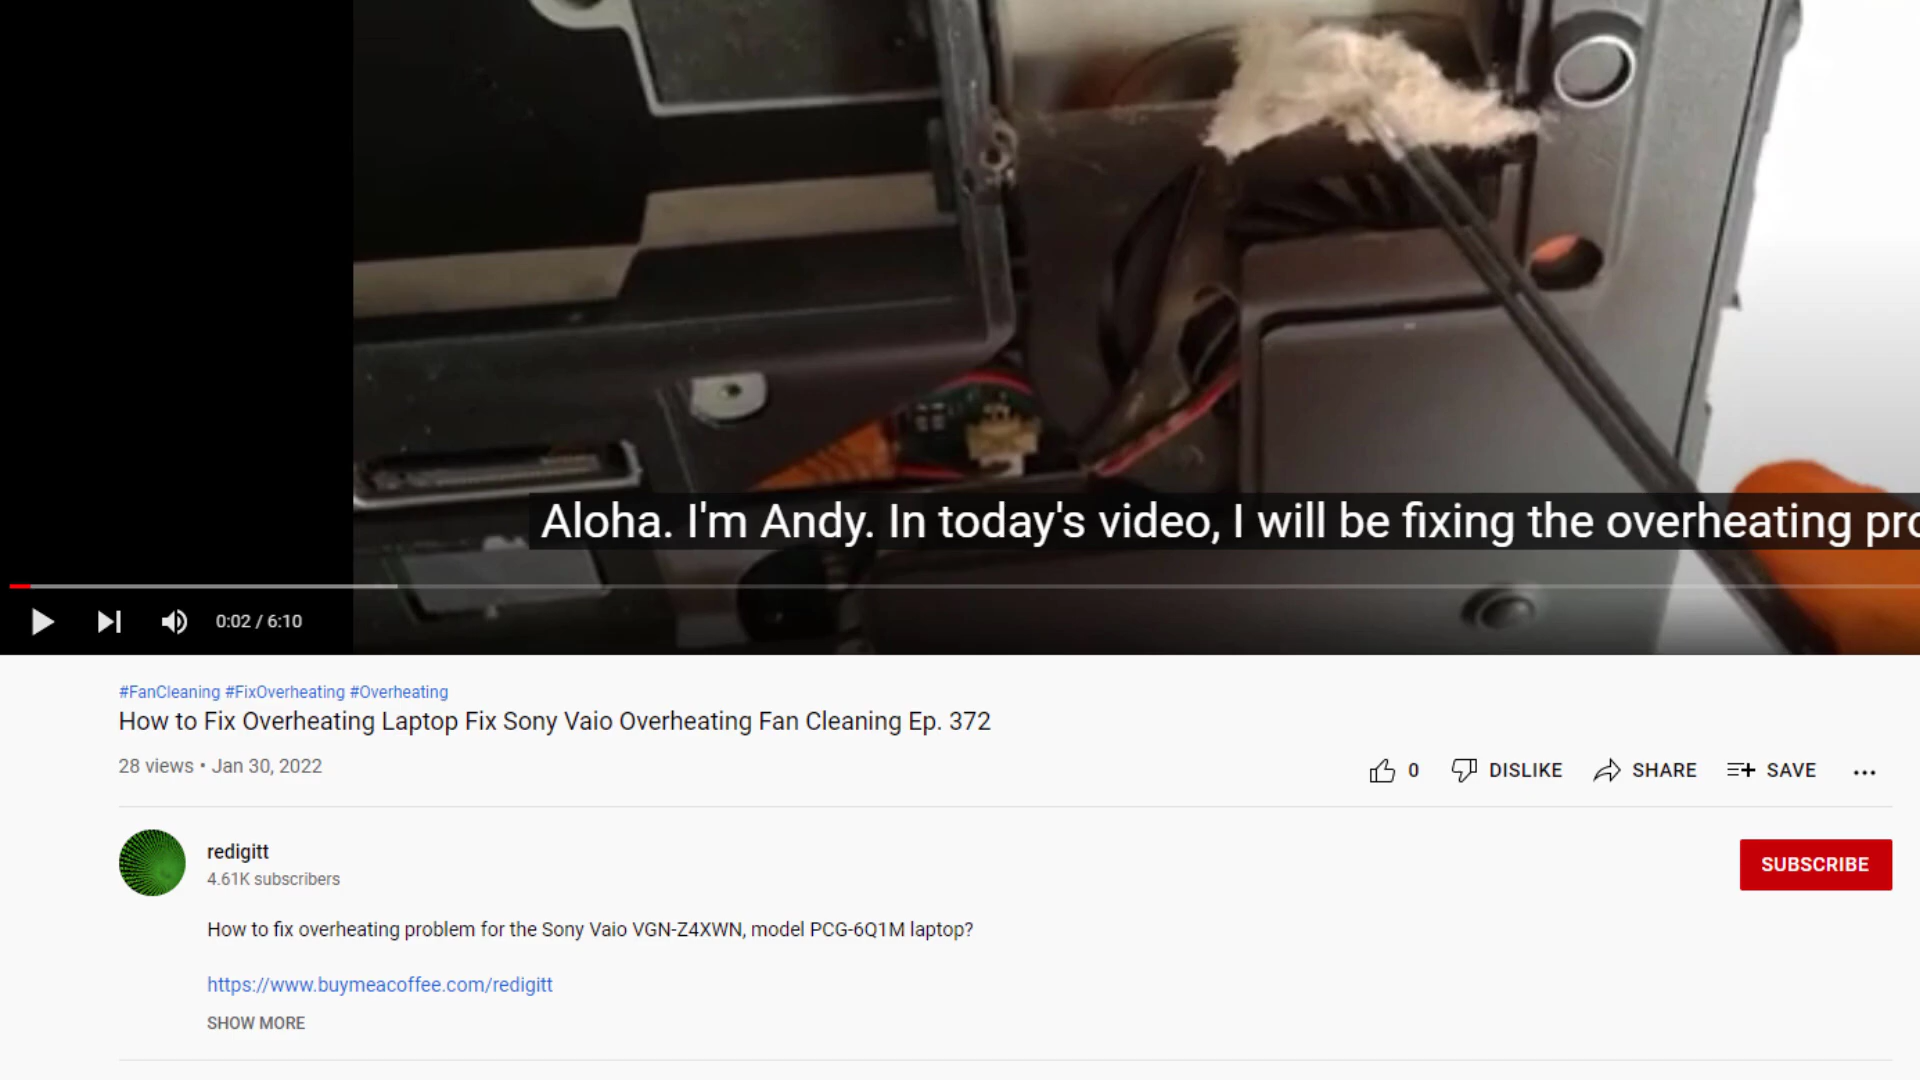 Aloha. I'm Andy. In today's video, I will be fixing the overheating
0:02 / 6:10
#FanCleaning #FixOverheating #Overheating
How to Fix Overheating Laptop Fix Sony Vaio Overheating Fan Cleaning Ep. 372
28 views • Jan 30, 2022
0 DISLIKE SHARE SAVE
redigitt
4.61K subscribers
SUBSCRIBE
How to fix overheating problem for the Sony Vaio VGN-Z4XWN, model PCG-6Q1M laptop?
https://www.buymeacoffee.com/redigitt
SHOW MORE